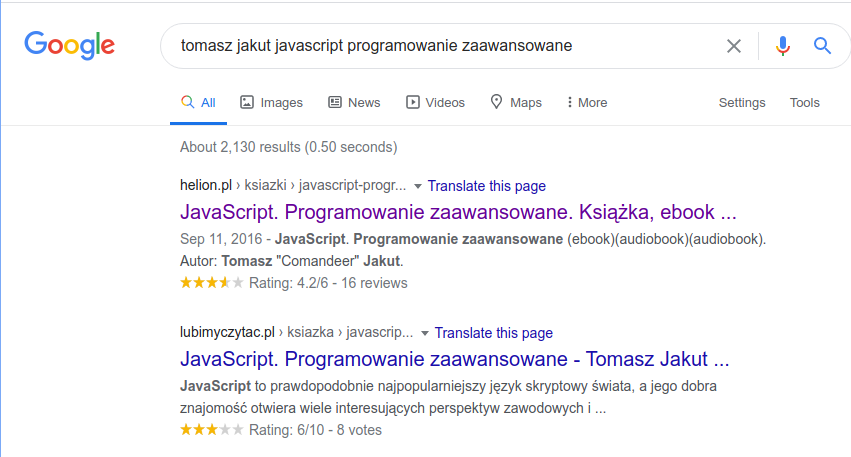 Google
tomasz jakut javascript programowanie zaawansowane
All Images News Videos Maps More Settings Tools
About 2,130 results (0.50 seconds)
helion.pl › ksiazki › javascript-progr... Translate this page
JavaScript. Programowanie zaawansowane. Książka, ebook ...
Sep 11, 2016 - JavaScript. Programowanie zaawansowane (ebook)(audiobook)(audiobook).
Autor: Tomasz "Comandeer" Jakut.
Rating: 4.2/6 - 16 reviews
lubimyczytac.pl › ksiazka › javascrip... Translate this page
JavaScript. Programowanie zaawansowane - Tomasz Jakut ...
JavaScript to prawdopodobnie najpopularniejszy język skryptowy świata, a jego dobra
znajomość otwiera wiele interesujących perspektyw zawodowych i ...
Rating: 6/10 - 8 votes